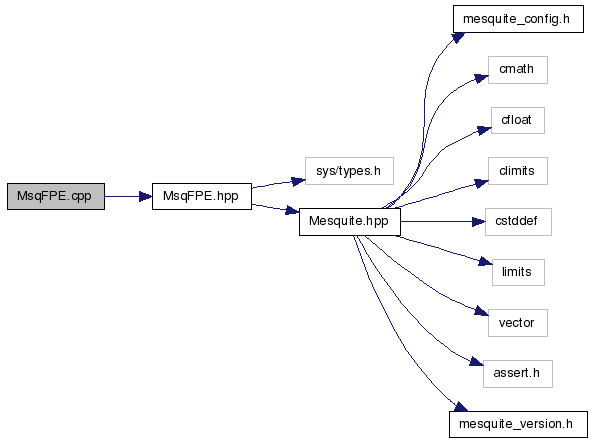 mesquite_config.h
cmath
cfloat
sys/types.h
climits
MsqFPE.cpp
MsqFPE.hpp
Mesquite.hpp
cstddef
limits
vector
assert.h
mesquite_version.h